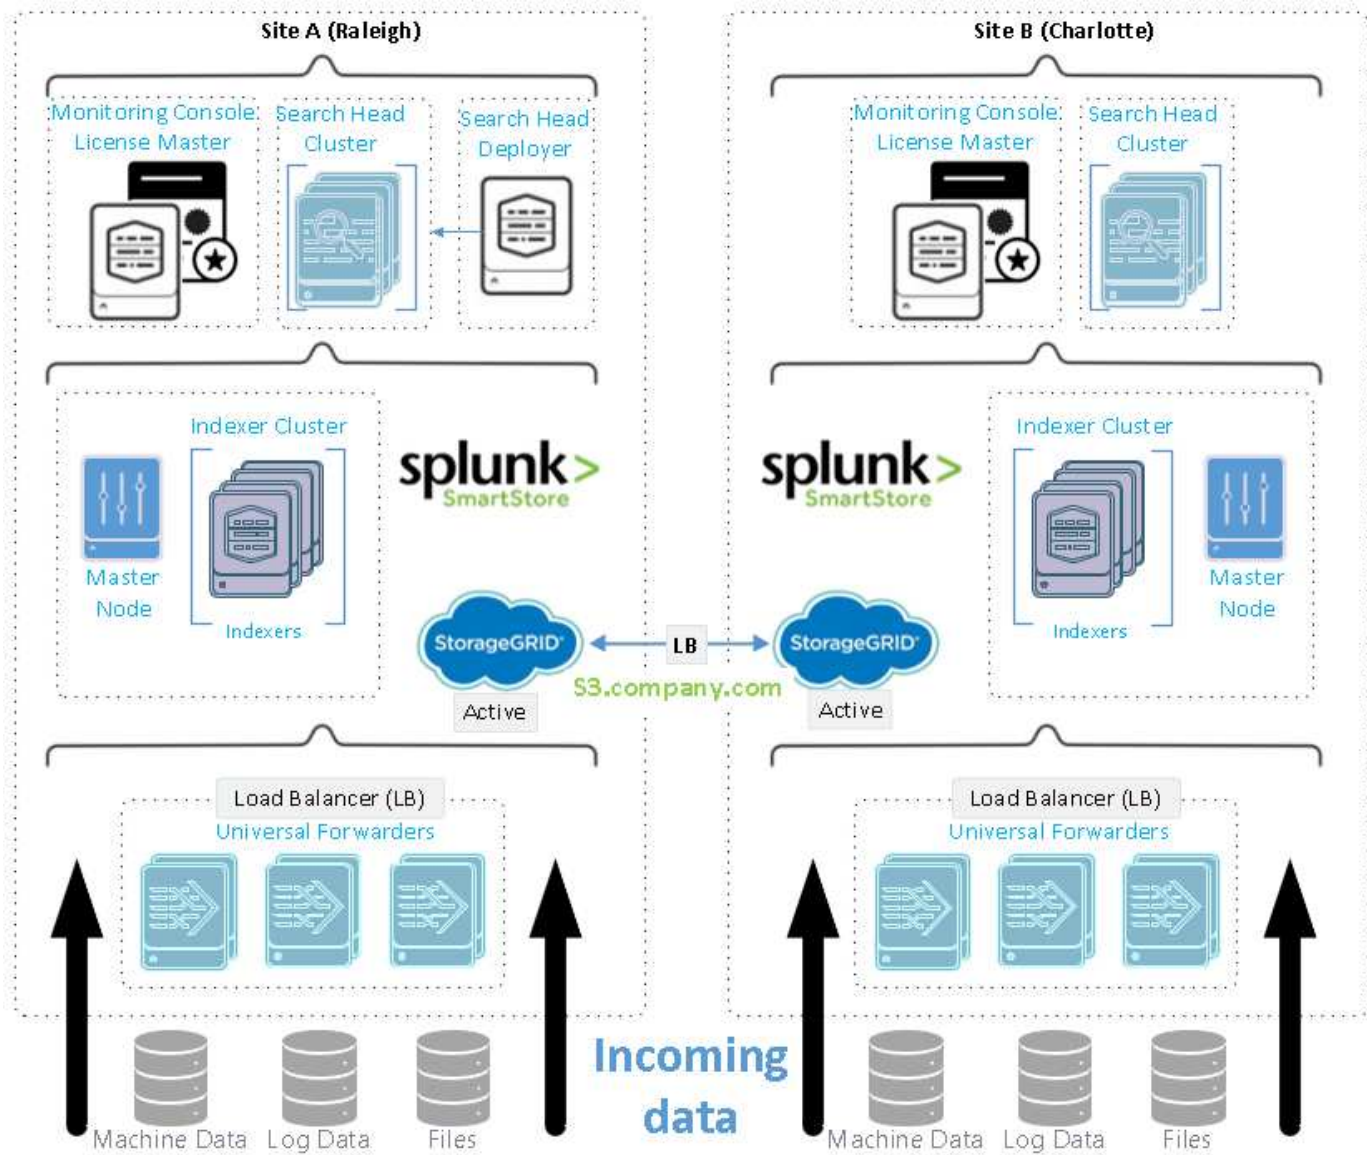 Site A (Raleigh)
Monitoring Console
License Master
Search Head
Cluster
Search Head
Deployer
Indexer Cluster
splunk>
SmartStore
Master
Node
Indexers
StorageGRID®
Active
Load Balancer (LB)
Universal Forwarders
Machine Data
Log Data
Files
LB
S3.company.com
Incoming
data
Site B (Charlotte)
Monitoring Console
License Master
Search Head
Cluster
splunk>
SmartStore
Indexer Cluster
Master
Node
Indexers
StorageGRID®
Active
Load Balancer (LB)
Universal Forwarders
Machine Data
Log Data
Files